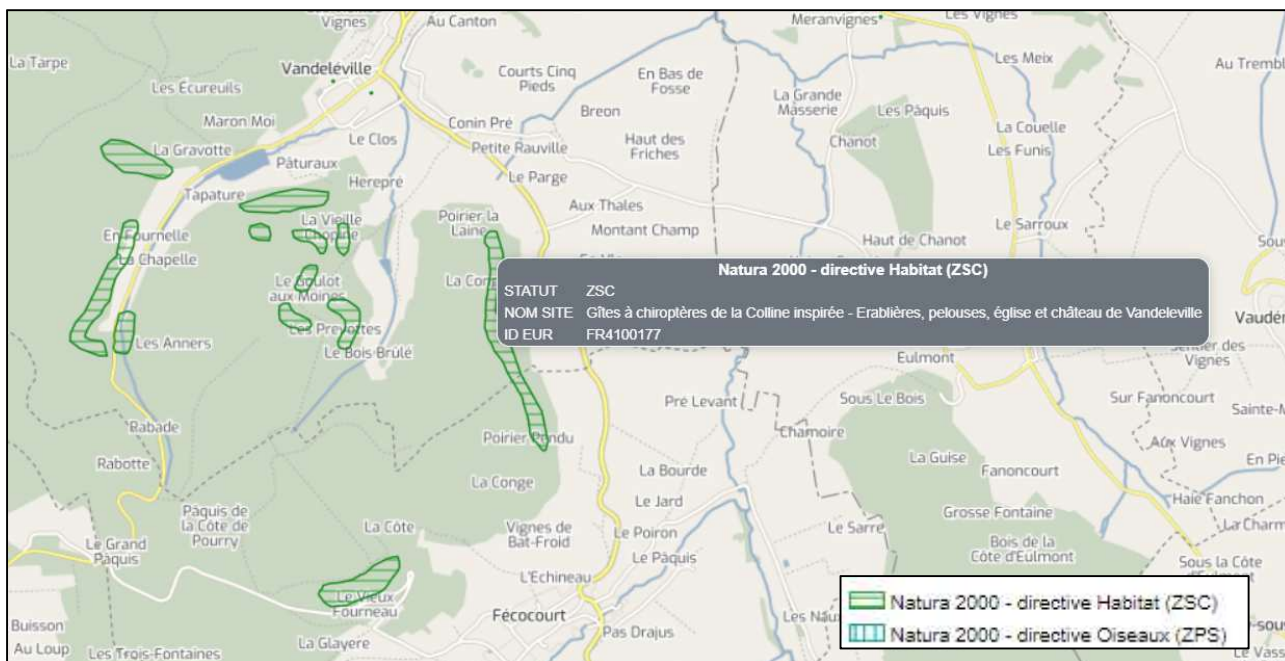 Vignes
Au Canton
Meranvignes
Les Vignes
La Tarpe
Vandeléville
Les Meix
Au Trembl
Courts Cinq
Pieds
En Bas de
Fosse
La Grande
Masserie
Les Écureuils
Les Pâquis
Breon
Maron Moi
Conin Pré
La Couelle
Le Clos
Haut des
Friches
Chanot
La Gravotte
Petite Rauville
Les Funis
Pâturaux
Tapature
Herepré
Le Parge
Aux Thales
La Vieille
Chopine
Poirier la
Laine
Le Sarroux
En Fournelle
Montant Champ
Haut de Chanot
La Chapelle
Natura 2000 - directive Habitat (ZSC)
STATUT ZSC
NOM SITE Gîtes à chiroptères de la Colline inspirée - Erablières, pelouses, église et château de Vandeleville
ID EUR FR4100177
Le Goulot
aux Moines
Les Prevottes
Les Anners
Le Bois Brûlé
Eulmont
Vignes
Pré Levant
Sous Le Bois
Sur Fanoncourt
Sainte-M
Rabade
Poirier Pendu
Chamoire
Aux Vignes
Rabotte
La Bourde
La Guise
Fanoncourt
En Pie
La Conge
Le Jard
Haie Fanchon
Pâquis de
la Côte de
Pourry
La Côte
Vignes de
Bat-Froid
Le Poiron
Le Sarre
Grosse Fontaine
La Charm
Le Grand
Pâquis
Le Pâquis
Bois de la
Côte d'Eulmont
Sous la Côte
d'Eulmont
L'Echineau
Le Vieux
Fourneau
Fécocourt
Buisson
La Glayere
Pas Drajus
Au Loup
Les Trois-Fontaines
Natura 2000 - directive Habitat (ZSC)
Natura 2000 - directive Oiseaux (ZPS)
Le Vass